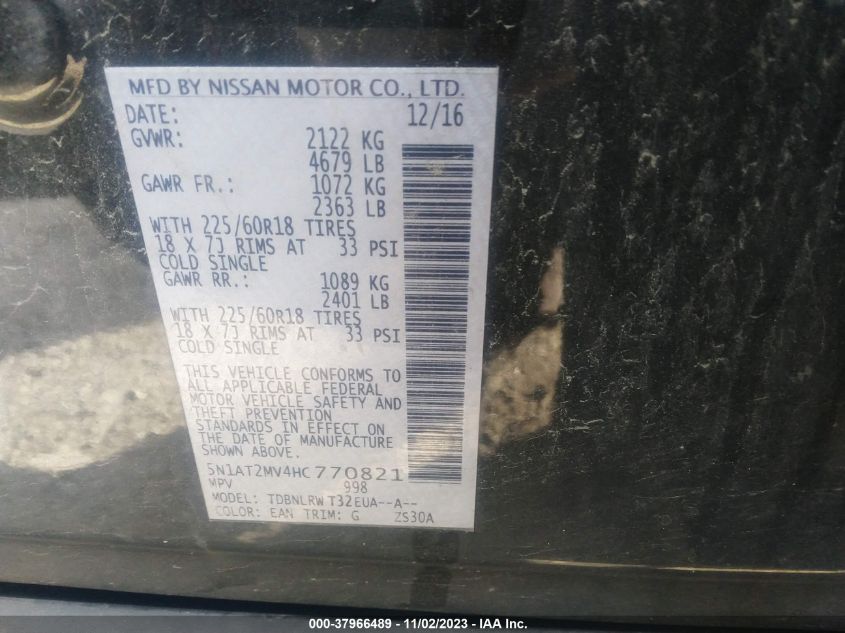 MFD BY NISSAN MOTOR CO., LTD.
DATE: 12/16
GVWR: 2122 KG
4679 LB
GAWR FR.: 1072 KG
2363 LB
WITH 225/60R18 TIRES
18 X 7J RIMS AT 33 PSI
COLD SINGLE
GAWR RR.: 1089 KG
2401 LB
WITH 225/60R18 TIRES
18 X 7J RIMS AT 33 PSI
COLD SINGLE
THIS VEHICLE CONFORMS TO
ALL APPLICABLE FEDERAL
MOTOR VEHICLE SAFETY AND
THEFT PREVENTION
STANDARDS IN EFFECT ON
THE DATE OF MANUFACTURE
SHOWN ABOVE.
5N1AT2MV4HC770821
MPV 998
MODEL: TDBNLRW T32EUA--A--
COLOR: EAN TRIM: G ZS30A
000-37966489 - 11/02/2023 - IAA Inc.